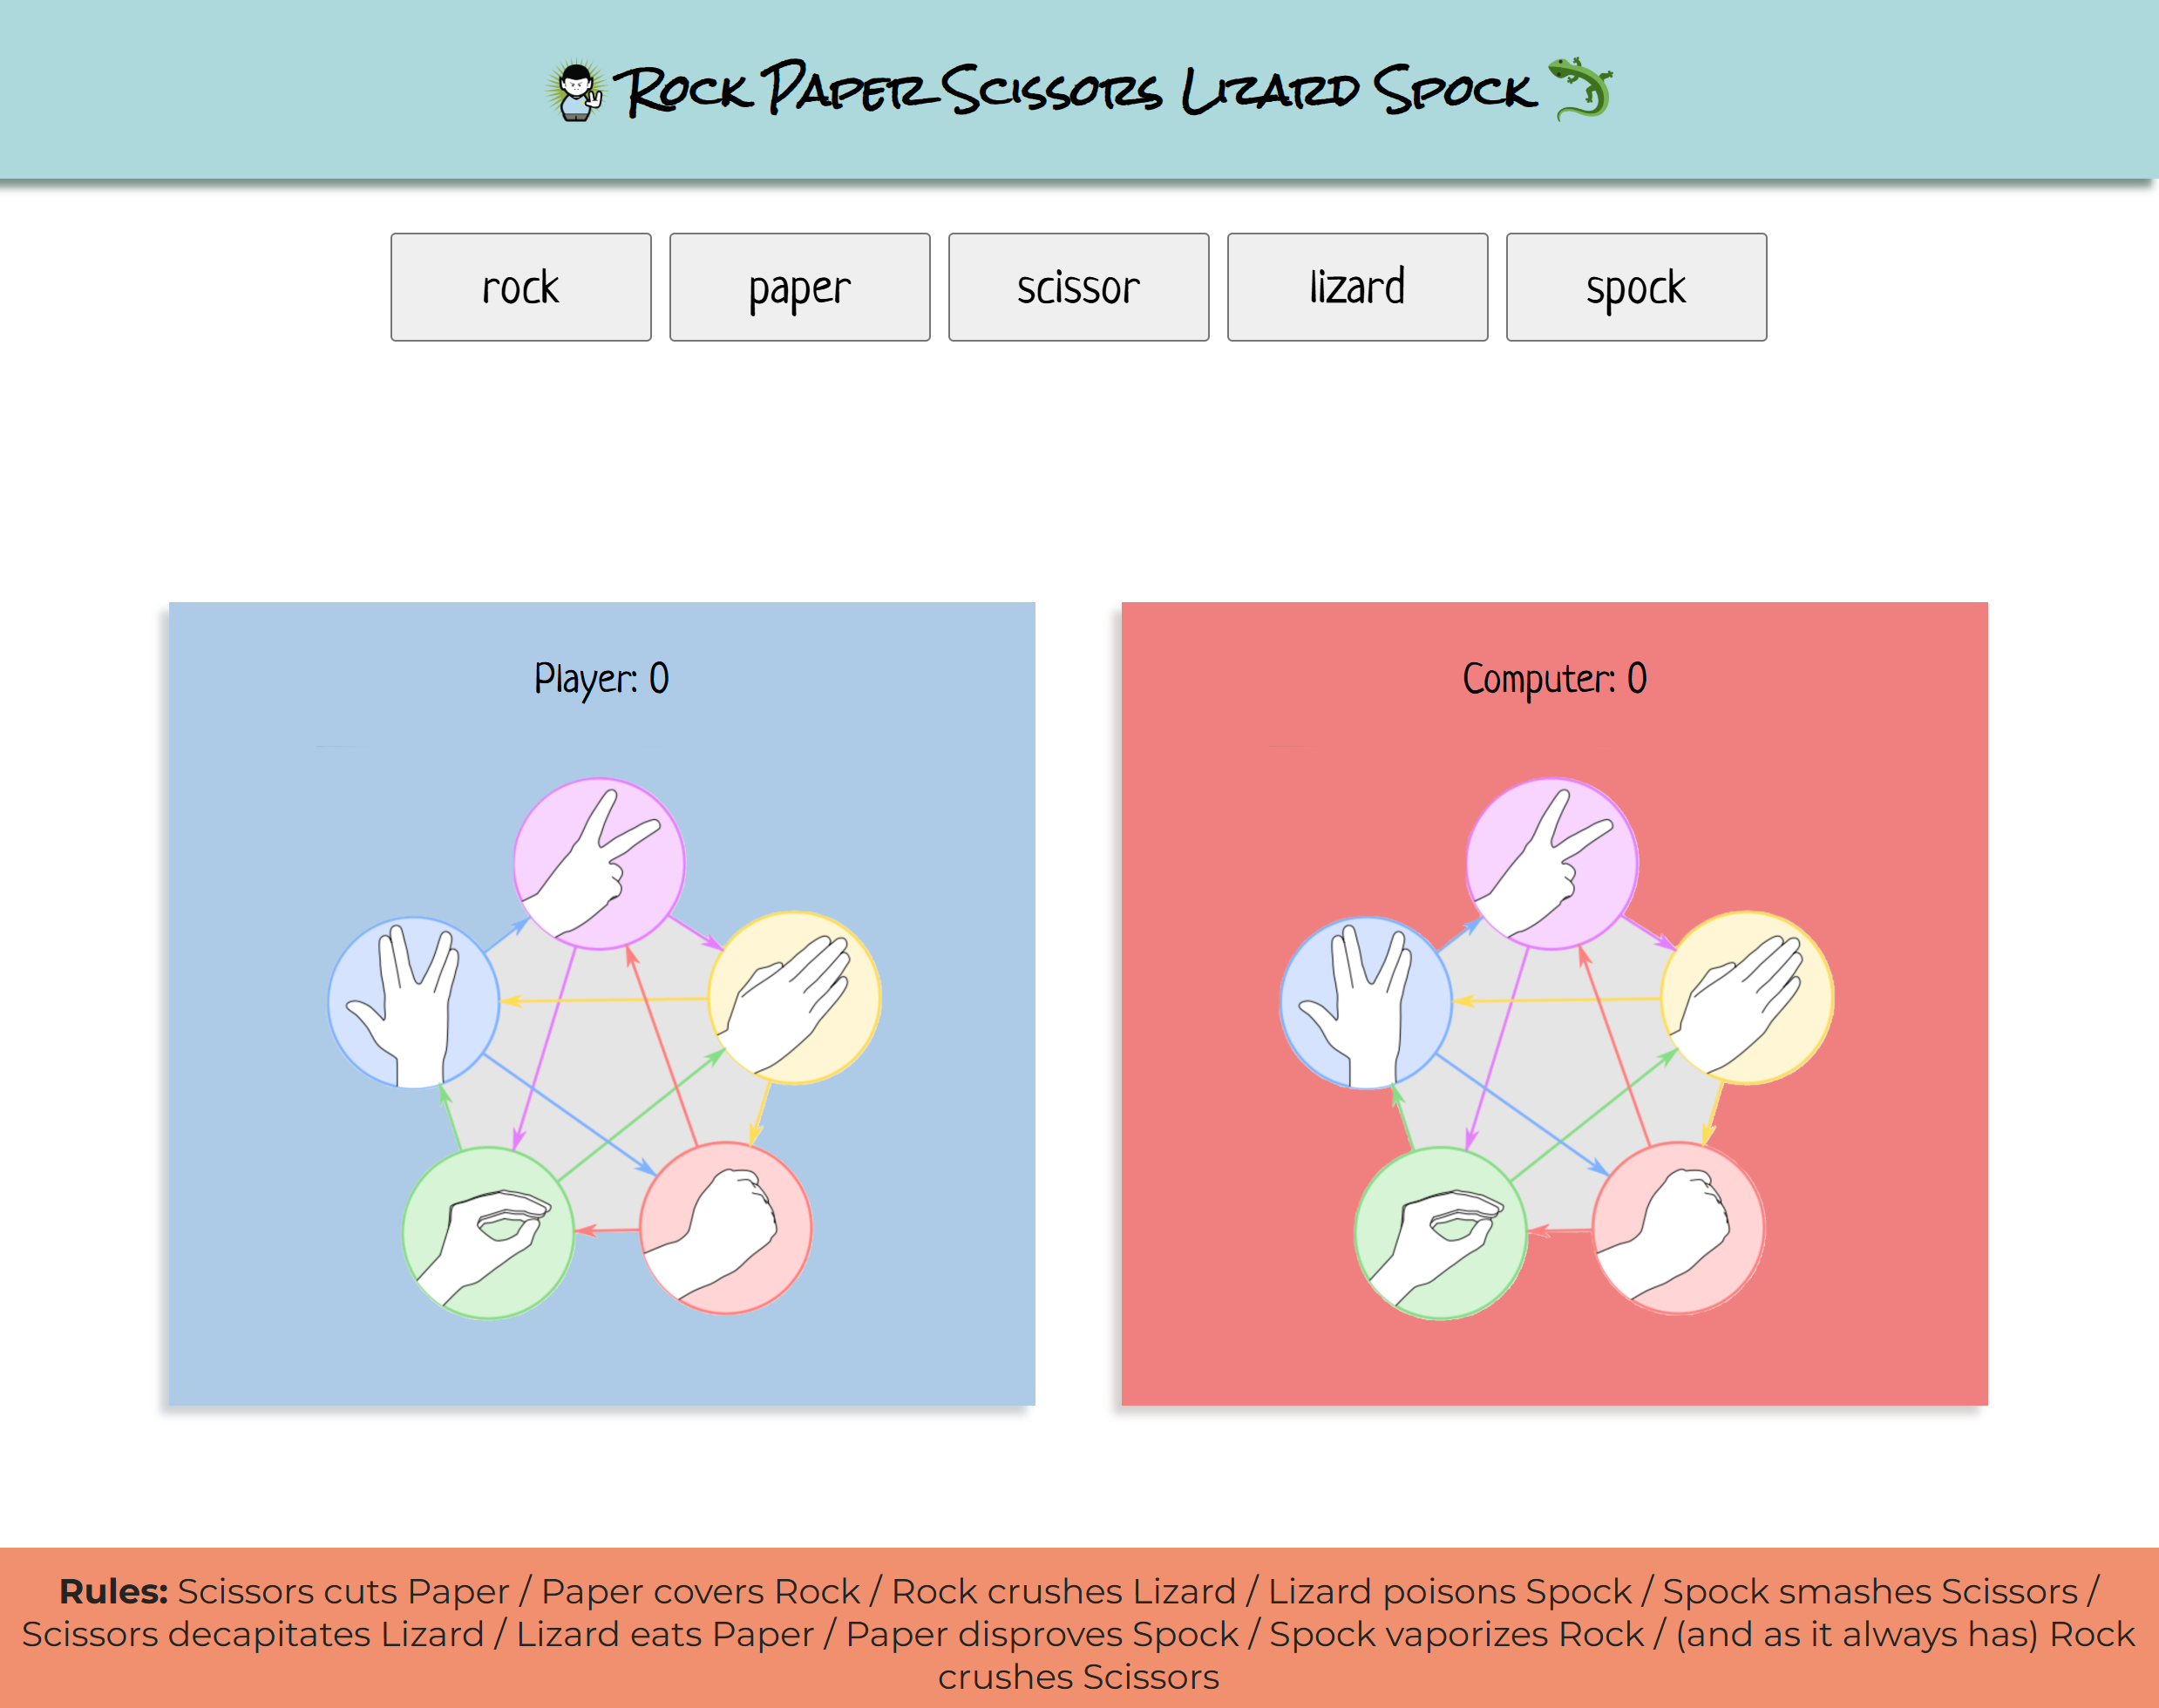 Rock Paper Scissors Lizard Spock
rock
paper
scissor
lizard
spock
Player: 0
Computer: 0
Rules: Scissors cuts Paper / Paper covers Rock / Rock crushes Lizard / Lizard poisons Spock / Spock smashes Scissors /
Scissors decapitates Lizard / Lizard eats Paper / Paper disproves Spock / Spock vaporizes Rock / (and as it always has) Rock
crushes Scissors